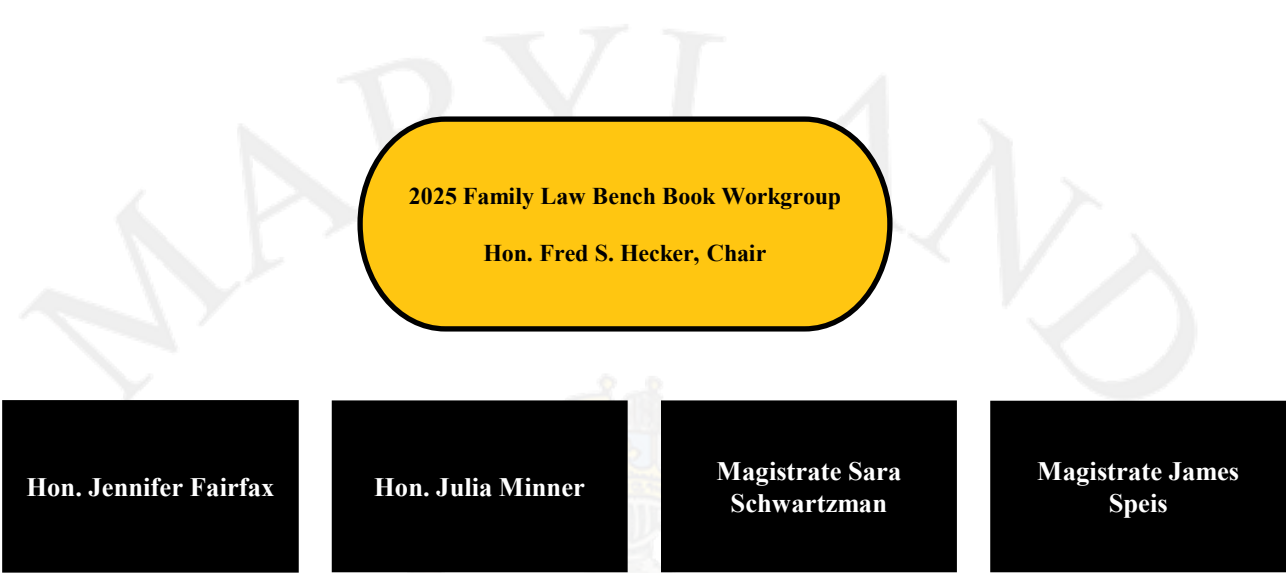 MARYLAND
2025 Family Law Bench Book Workgroup
Hon. Fred S. Hecker, Chair
Hon. Jennifer Fairfax
Hon. Julia Minner
Magistrate Sara
Schwartzman
Magistrate James
Speis